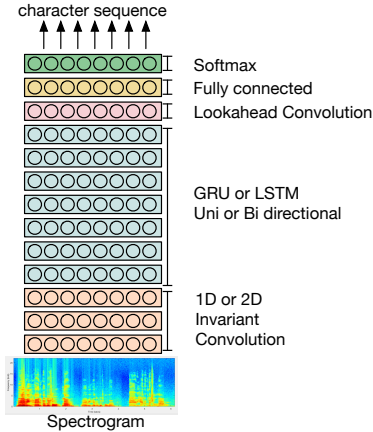 character sequence
Softmax
Fully connected
Lookahead Convolution
GRU or LSTM
Uni or Bi directional
1D or 2D
Invariant
Convolution
Spectrogram